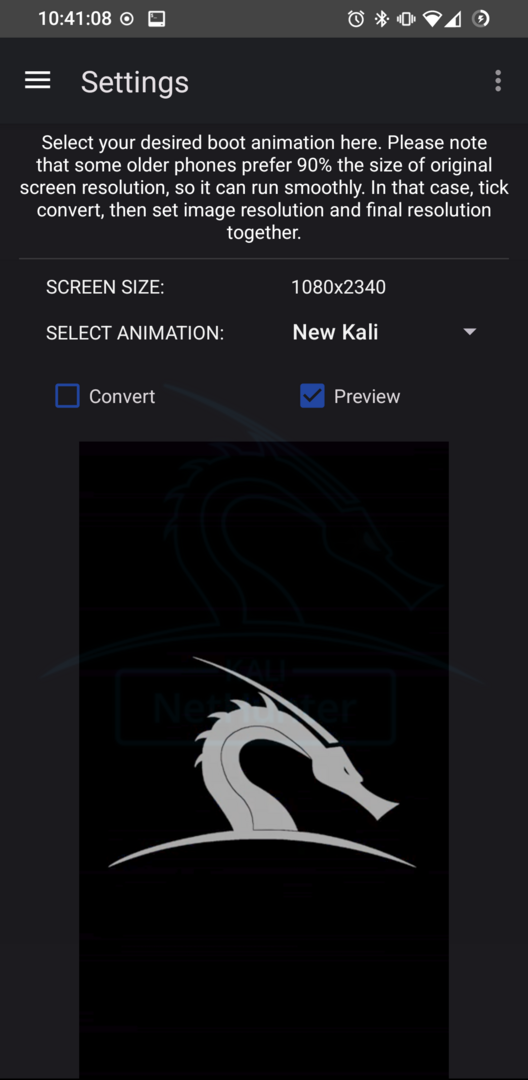 10:41:08
Settings
Select your desired boot animation here. Please note
that some older phones prefer 90% the size of original
screen resolution, so it can run smoothly. In that case, tick
convert, then set image resolution and final resolution
together.
SCREEN SIZE: 1080x2340
SELECT ANIMATION: New Kali
Convert Preview
KALI
NetHunter